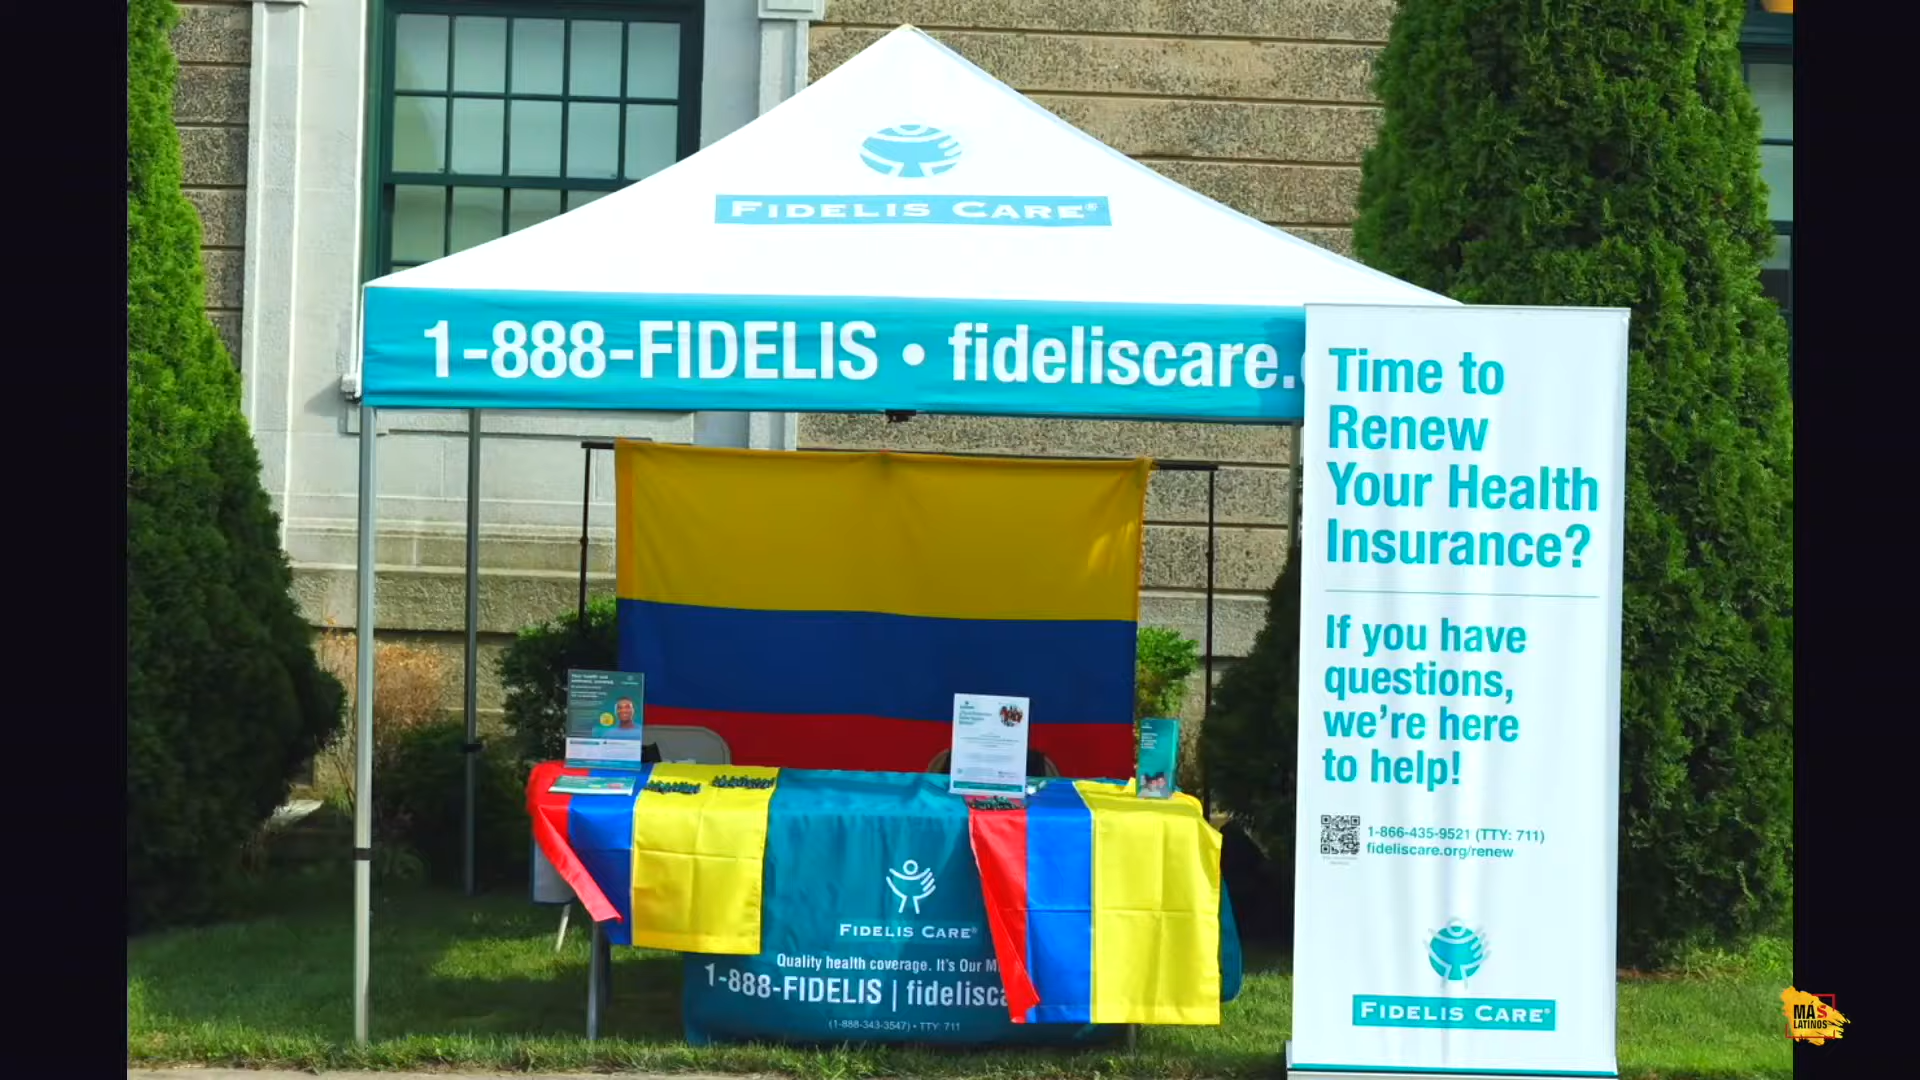 FIDELIS CARE®
1-888-FIDELIS • fideliscare.
Time to
Renew
Your Health
Insurance?
If you have
questions,
we're here
to help!
1-866-435-9521 (TTY: 711)
fideliscare.org/renew
FIDELIS CARE®
FIDELIS CARE®
Quality health coverage. It's Our M
1-888-FIDELIS | fidelisca
(1-888-343-3547) • TTY: 711
MÁS
LATINOS